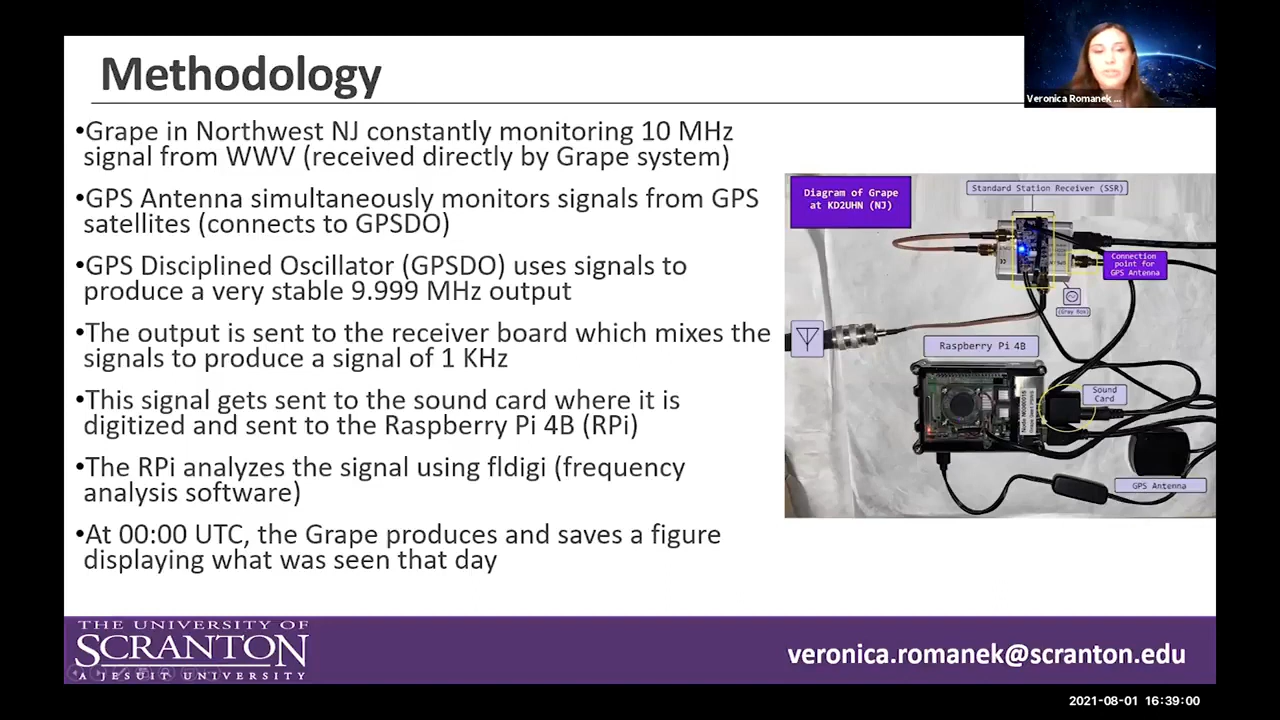 Methodology
Veronica Romanek ...
•Grape in Northwest NJ constantly monitoring 10 MHz
signal from WWV (received directly by Grape system)
•GPS Antenna simultaneously monitors signals from GPS
satellites (connects to GPSDO)
•GPS Disciplined Oscillator (GPSDO) uses signals to
produce a very stable 9.999 MHz output
•The output is sent to the receiver board which mixes the
signals to produce a signal of 1 KHz
•This signal gets sent to the sound card where it is
digitized and sent to the Raspberry Pi 4B (RPi)
•The RPi analyzes the signal using fldigi (frequency
analysis software)
•At 00:00 UTC, the Grape produces and saves a figure
displaying what was seen that day
Diagram of Grape
at KD2UHN (NJ)
Standard Station Receiver (SSR)
Connection
point for
GPS Antenna
(Gray Box)
Raspberry Pi 4B
Sound
Card
GPS Antenna
THE UNIVERSITY OF
SCRANTON
A JESUIT UNIVERSITY
veronica.romanek@scranton.edu
2021-08-01 16:39:00